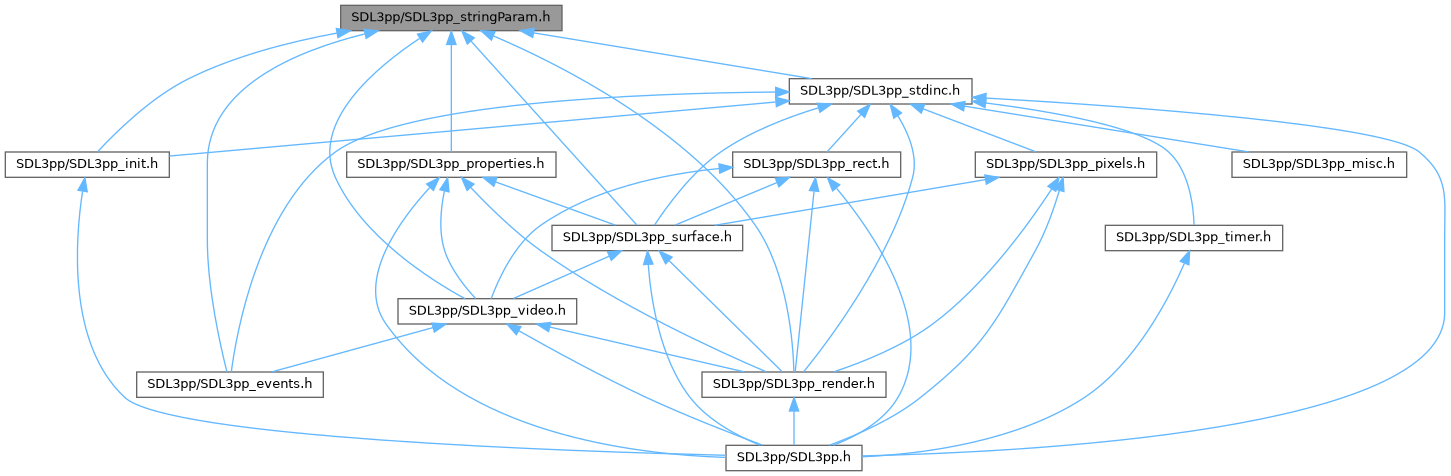 SDL3pp/SDL3pp_stringParam.h
SDL3pp/SDL3pp_stdinc.h
SDL3pp/SDL3pp_init.h
SDL3pp/SDL3pp_properties.h
SDL3pp/SDL3pp_rect.h
SDL3pp/SDL3pp_pixels.h
SDL3pp/SDL3pp_misc.h
SDL3pp/SDL3pp_surface.h
SDL3pp/SDL3pp_timer.h
SDL3pp/SDL3pp_video.h
SDL3pp/SDL3pp_events.h
SDL3pp/SDL3pp_render.h
SDL3pp/SDL3pp.h